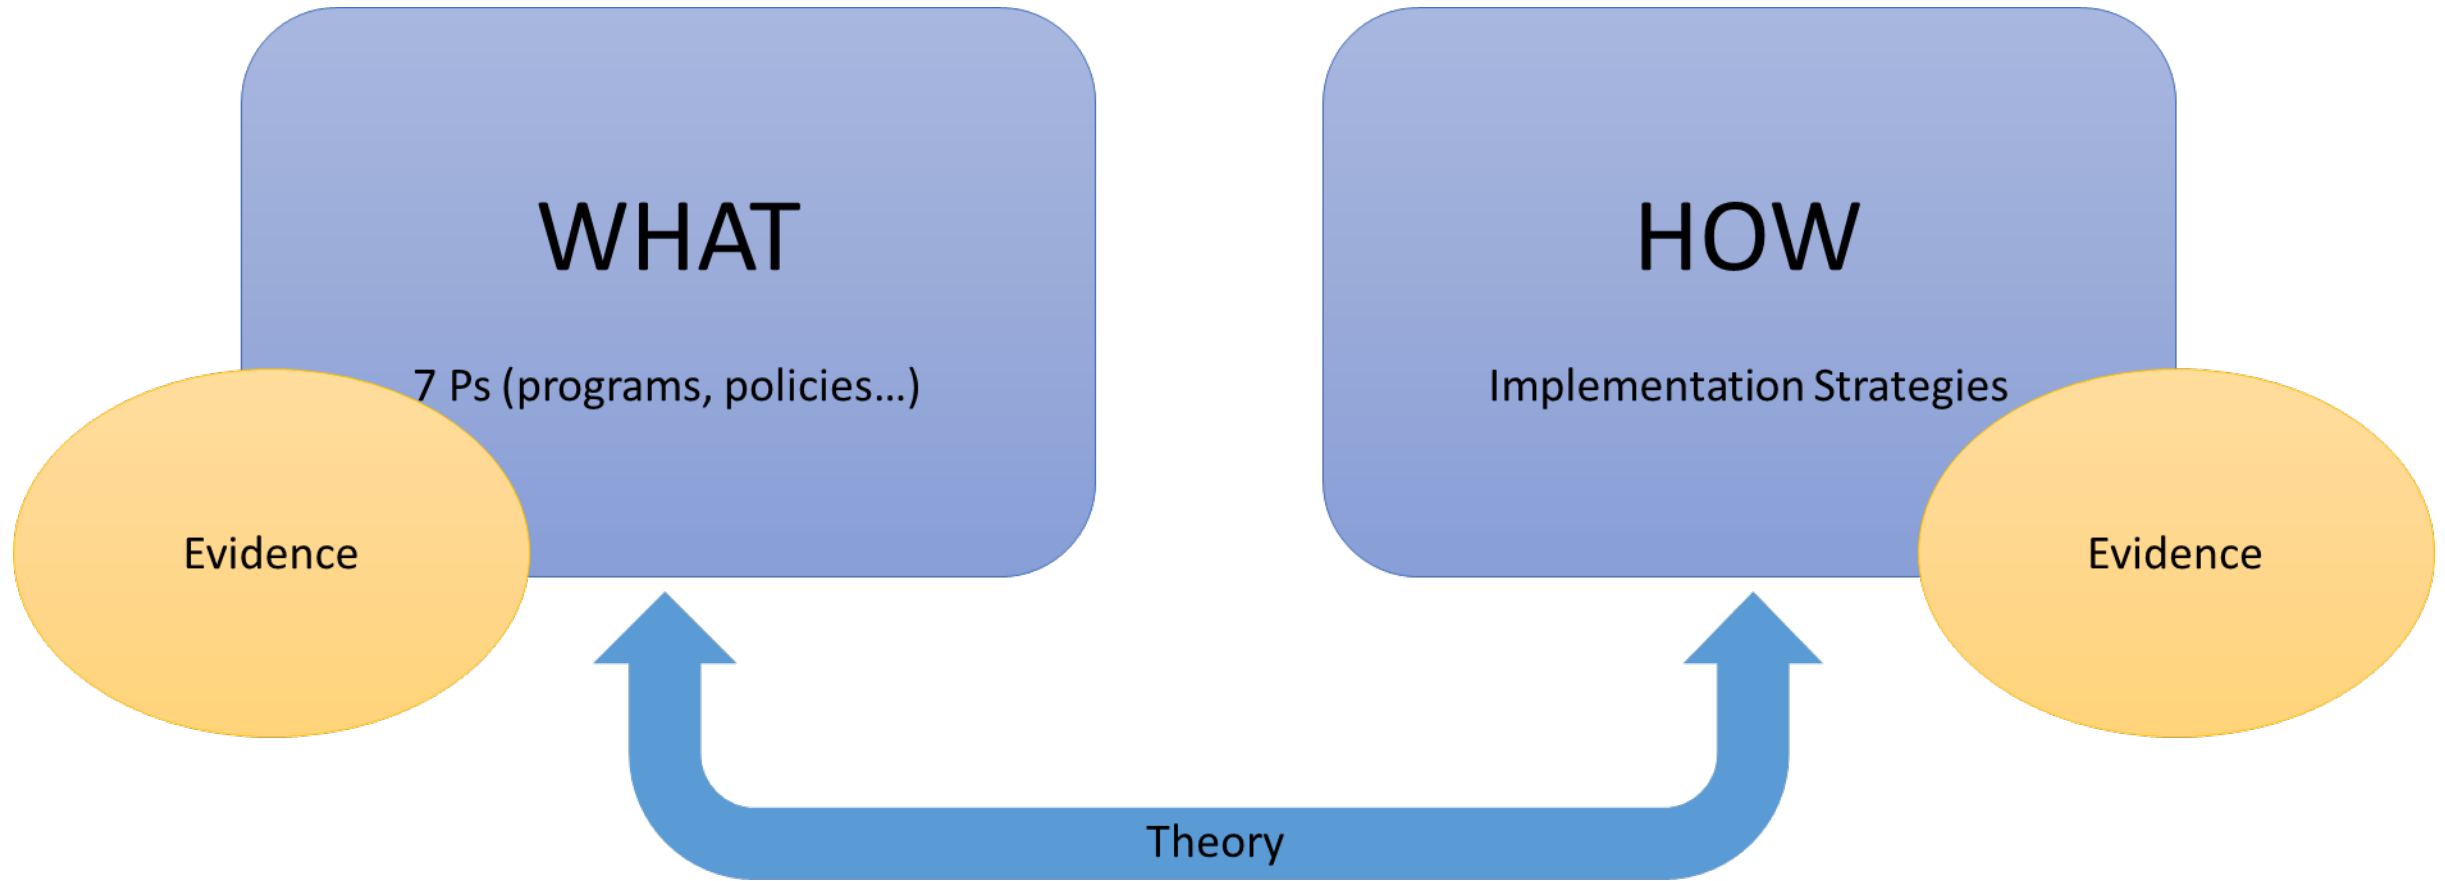 WHAT
7 Ps (programs, policies...)
Evidence
HOW
Implementation Strategies
Evidence
Theory